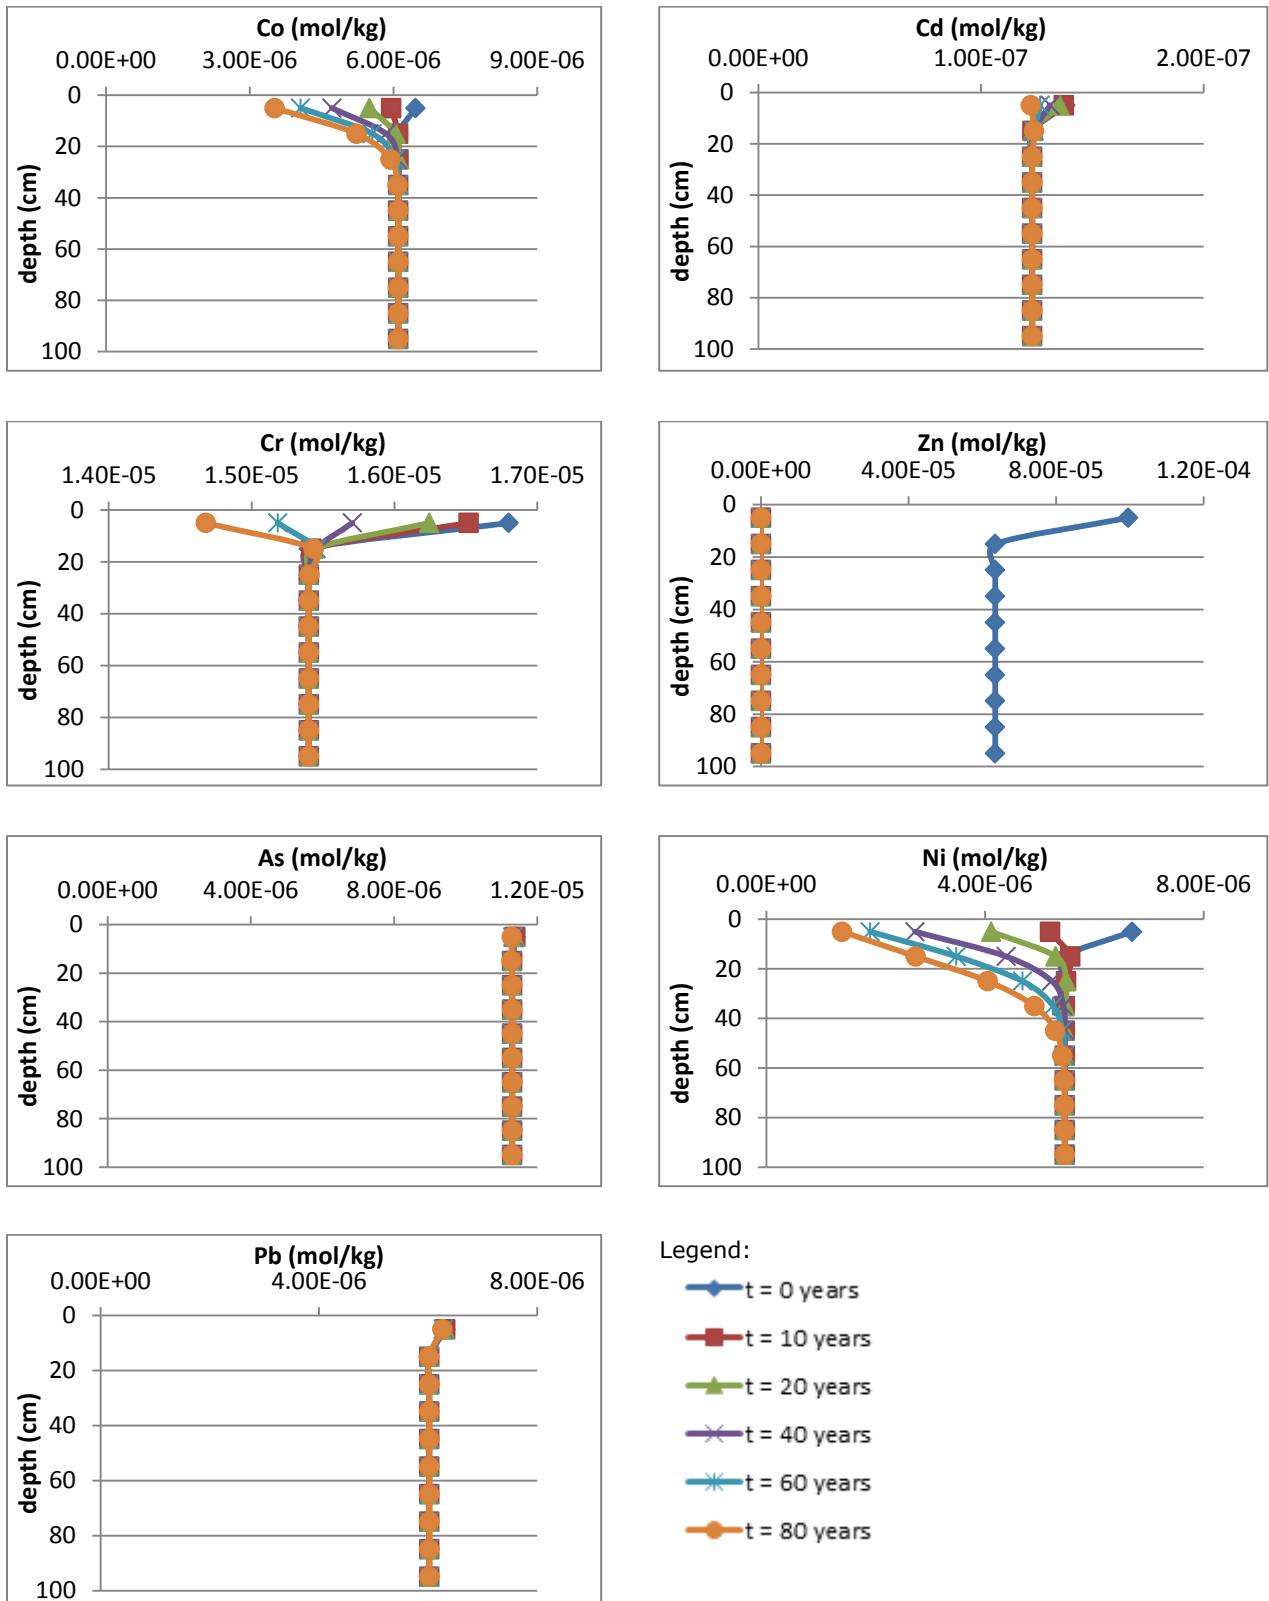 Co (mol/kg)
0.00E+00 3.00E-06 6.00E-06 9.00E-06
0
20
40
60
80
100
depth (cm)
Cd (mol/kg)
0.00E+00 1.00E-07 2.00E-07
0
20
40
60
80
100
depth (cm)
Cr (mol/kg)
1.40E-05 1.50E-05 1.60E-05 1.70E-05
0
20
40
60
80
100
depth (cm)
Zn (mol/kg)
0.00E+00 4.00E-05 8.00E-05 1.20E-04
0
20
40
60
80
100
depth (cm)
As (mol/kg)
0.00E+00 4.00E-06 8.00E-06 1.20E-05
0
20
40
60
80
100
depth (cm)
Ni (mol/kg)
0.00E+00 4.00E-06 8.00E-06
0
20
40
60
80
100
depth (cm)
Pb (mol/kg)
0.00E+00 4.00E-06 8.00E-06
0
20
40
60
80
100
depth (cm)
Legend:
t = 0 years
t = 10 years
t = 20 years
t = 40 years
t = 60 years
t = 80 years